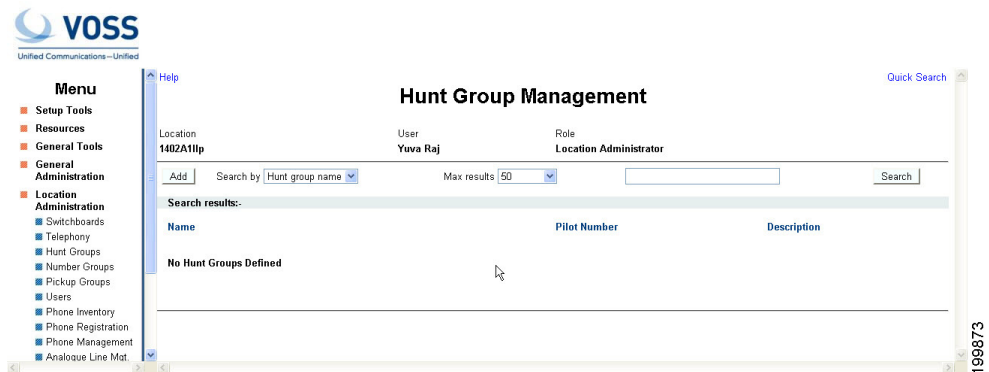 VOSS
Unified Communications—Unified
Menu
Setup Tools
Resources
General Tools
General
Administration
Location
Administration
Switchboards
Telephony
Hunt Groups
Number Groups
Pickup Groups
Users
Phone Inventory
Phone Registration
Phone Management
Analogue Line Mgt.
Help
Quick Search
Hunt Group Management
Location User Role
1402A1llp Yuva Raj Location Administrator
Add Search by Hunt group name Max results 50 Search
Search results:-
Name Pilot Number Description
No Hunt Groups Defined
199873